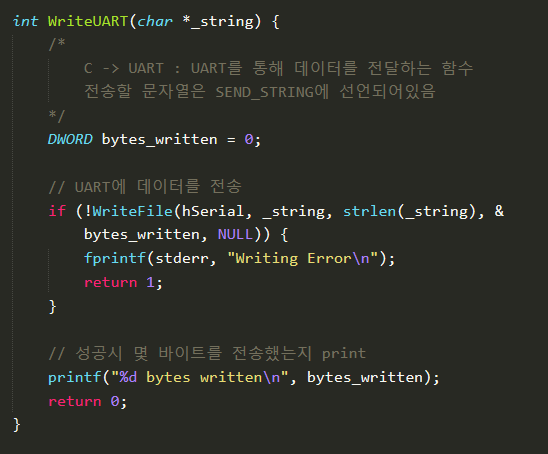 int WriteUART(char *_string) {
    /*
        C -> UART : UART를 통해 데이터를 전달하는 함수
        전송할 문자열은 SEND_STRING에 선언되어있음
    */
    DWORD bytes_written = 0;

    // UART에 데이터를 전송
    if (!WriteFile(hSerial, _string, strlen(_string), &
        bytes_written, NULL)) {
        fprintf(stderr, "Writing Error\n");
        return 1;
    }

    // 성공시 몇 바이트를 전송했는지 print
    printf("%d bytes written\n", bytes_written);
    return 0;
}